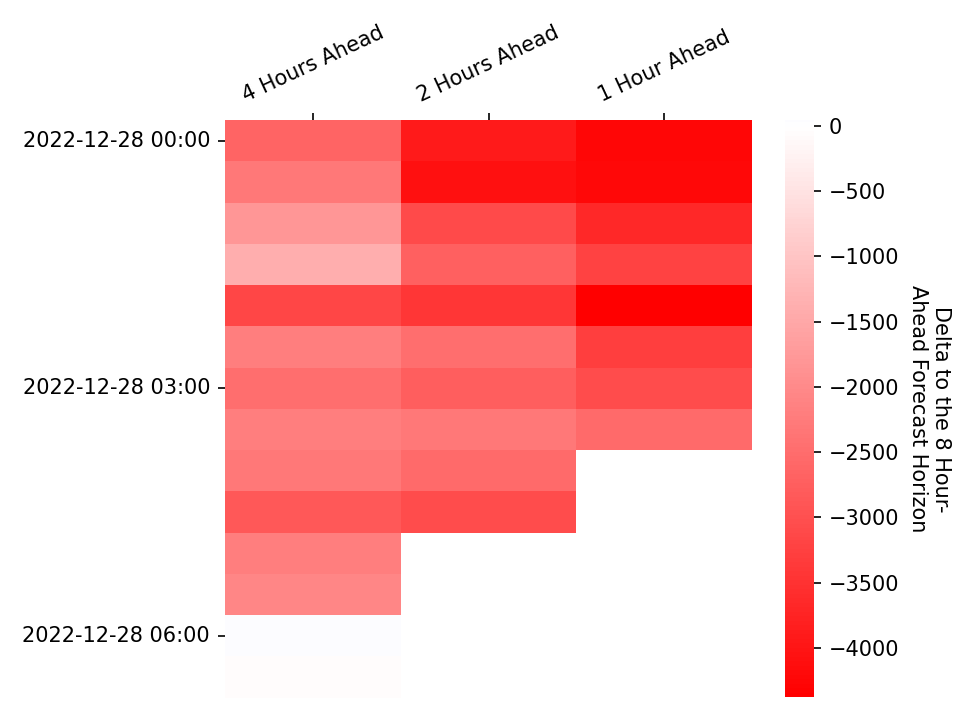 4 Hours Ahead
2 Hours Ahead
1 Hour Ahead
2022-12-28 00:00
2022-12-28 03:00
2022-12-28 06:00
0
−500
−1000
−1500
−2000
−2500
−3000
−3500
−4000
Delta to the 8 Hour-
Ahead Forecast Horizon